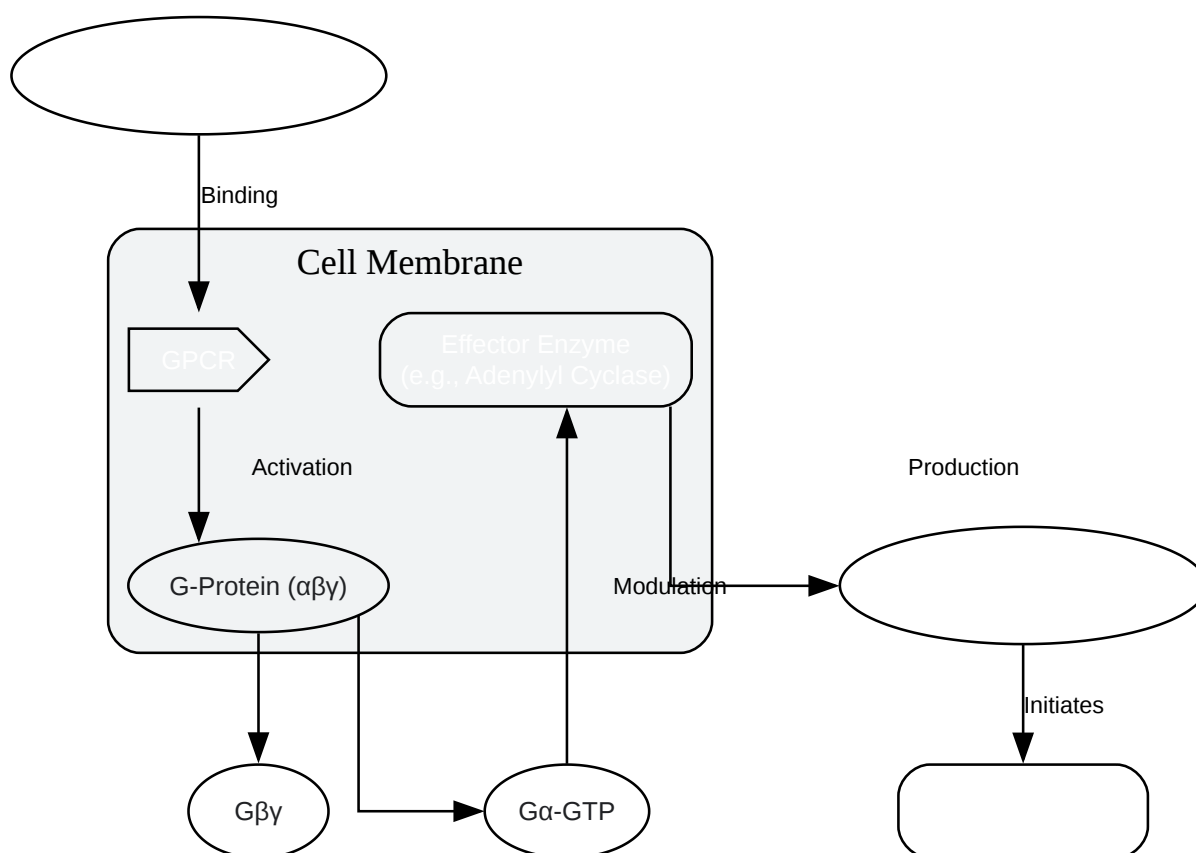 Binding
Cell Membrane
GPCR
Effector Enzyme
(e.g., Adenylyl Cyclase)
Activation
Production
G-Protein (αβγ)
Modulation
Initiates
Gβγ
Gα-GTP